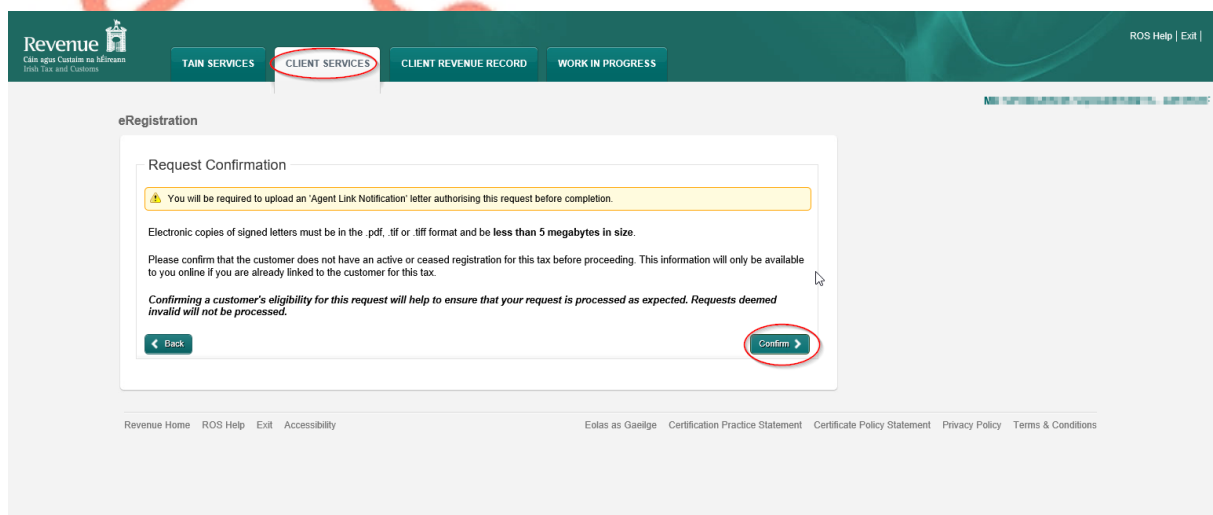 ROS Help | Exit |
Revenue
Cáin agus Custaim na hÉireann
Irish Tax and Customs
TAIN SERVICES CLIENT SERVICES CLIENT REVENUE RECORD WORK IN PROGRESS
eRegistration
Request Confirmation
You will be required to upload an 'Agent Link Notification' letter authorising this request before completion.
Electronic copies of signed letters must be in the .pdf, .tif or .tiff format and be less than 5 megabytes in size.
Please confirm that the customer does not have an active or ceased registration for this tax before proceeding. This information will only be available
to you online if you are already linked to the customer for this tax.
Confirming a customer's eligibility for this request will help to ensure that your request is processed as expected. Requests deemed
invalid will not be processed.
Back Confirm
Revenue Home ROS Help Exit Accessibility Eolas as Gaeilge Certification Practice Statement Certificate Policy Statement Privacy Policy Terms & Conditions